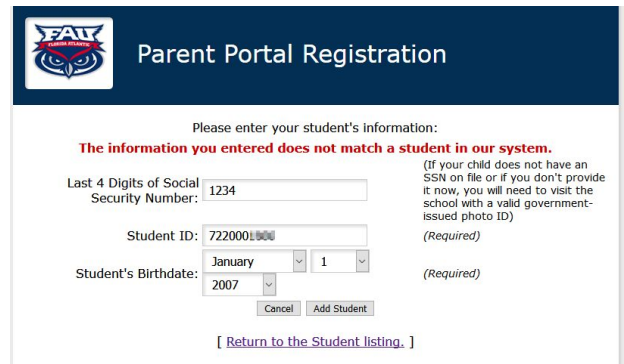 FAU
FLORIDA ATLANTIC
Parent Portal Registration
Please enter your student's information:
The information you entered does not match a student in our system.
Last 4 Digits of Social
Security Number:
1234
(If your child does not have an
SSN on file or if you don't provide
it now, you will need to visit the
school with a valid government-
issued photo ID)
Student ID:
722000
(Required)
Student's Birthdate:
January
1
2007
(Required)
Cancel
Add Student
[ Return to the Student listing. ]